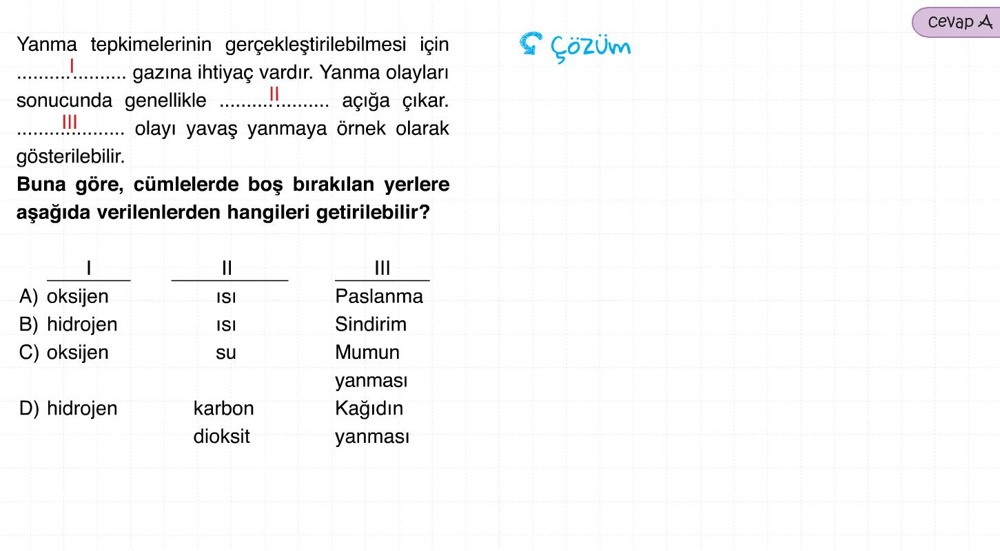 Cevap A
Yanma tepkimelerinin gerçekleştirilebilmesi için
..........I.......... gazına ihtiyaç vardır. Yanma olayları
sonucunda genellikle ..........II.......... açığa çıkar.
..........III.......... olayı yavaş yanmaya örnek olarak
gösterilebilir.
Buna göre, cümlelerde boş bırakılan yerlere
aşağıda verilenlerden hangileri getirilebilir?
I II III
A) oksijen ısı Paslanma
B) hidrojen ısı Sindirim
C) oksijen su Mumun
yanması
D) hidrojen karbon Kağıdın
dioksit yanması
Çözüm